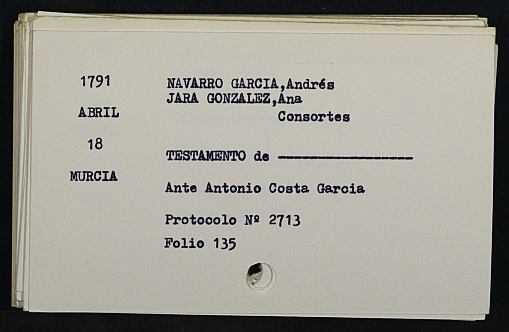 1791
ABRIL
18
MURCIA
NAVARRO GARCIA,Andrés
JARA GONZALEZ,Ana
Consortes
TESTAMENTO de ------------------
Ante Antonio Costa Garcia
Protocolo Nº 2713
Folio 135